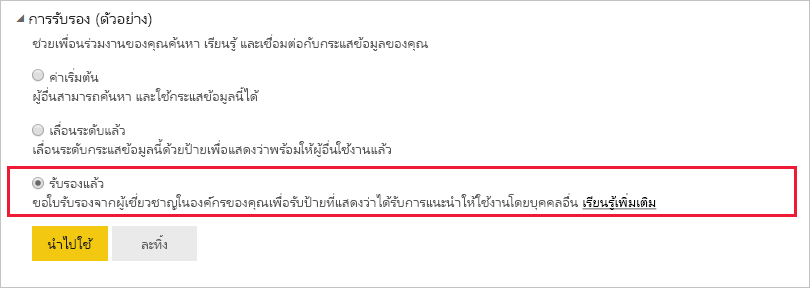 การรับรอง (ตัวอย่าง)
ช่วยเพื่อนร่วมงานของคุณค้นหา เรียนรู้ และเชื่อมต่อกับกระแสข้อมูลของคุณ
ค่าเริ่มต้น
ผู้อื่นสามารถค้นหา และใช้กระแสข้อมูลนี้ได้
เลื่อนระดับแล้ว
เลื่อนระดับกระแสข้อมูลนี้ด้วยป้ายเพื่อแสดงว่าพร้อมให้ผู้อื่นใช้งานแล้ว
รับรองแล้ว
ขอใบรับรองจากผู้เชี่ยวชาญในองค์กรของคุณเพื่อรับป้ายที่แสดงว่าได้รับการแนะนำให้ใช้งานโดยบุคคลอื่น เรียนรู้เพิ่มเติม
นำไปใช้ ละทิ้ง